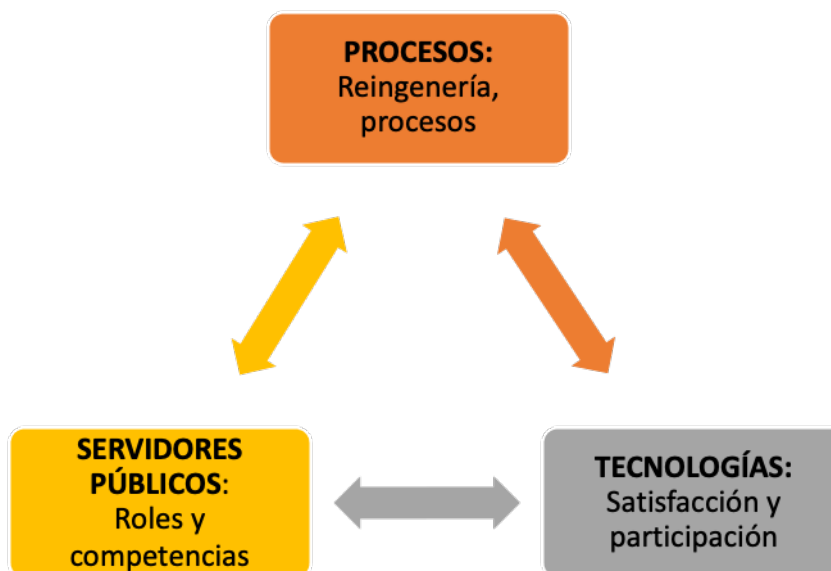 PROCESOS:
Reingenería,
procesos
SERVIDORES
PÚBLICOS:
Roles y
competencias
TECNOLOGÍAS:
Satisfacción y
participación